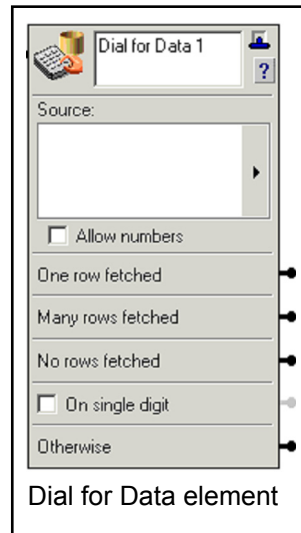 Dial for Data 1
?
Source:
Allow numbers
One row fetched
Many rows fetched
No rows fetched
On single digit
Otherwise
Dial for Data element